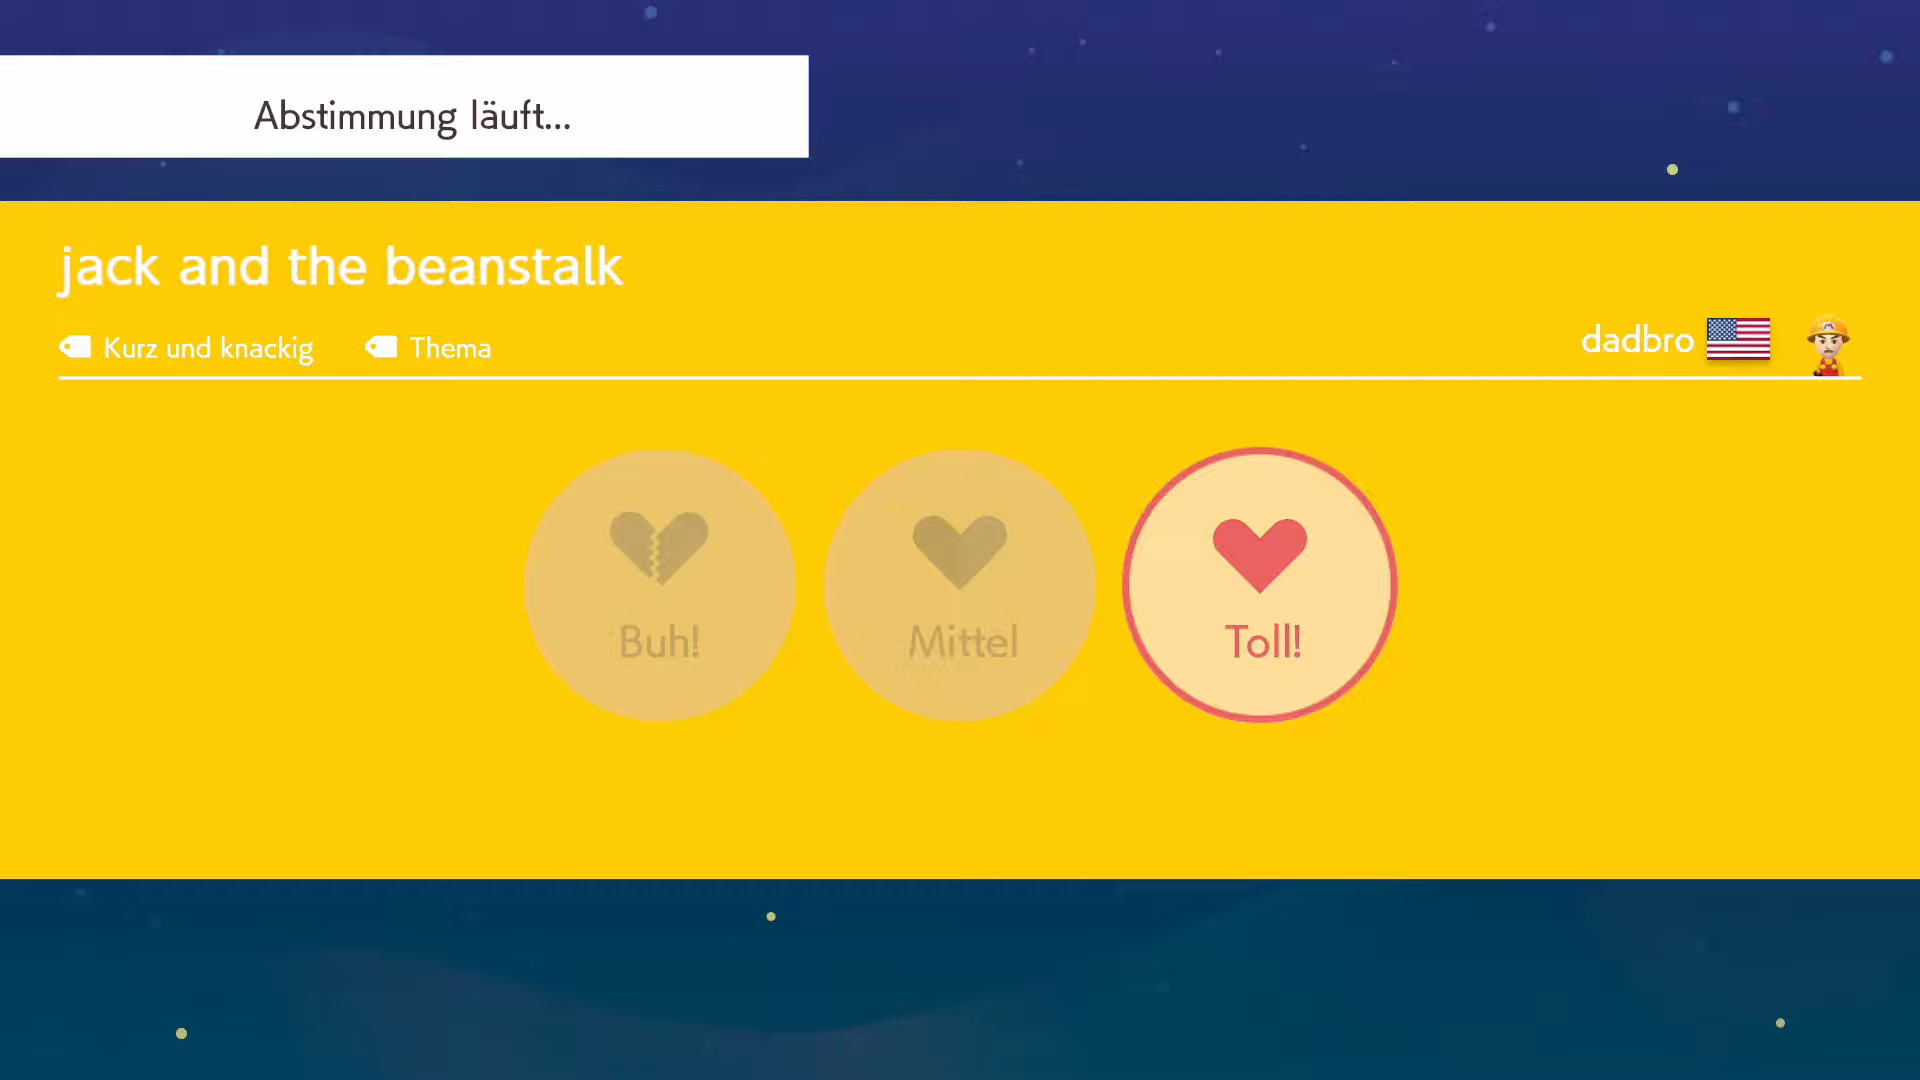 Abstimmung läuft...
jack and the beanstalk
Kurz und knackig Thema
dadbro
Buh! Mittel Toll!